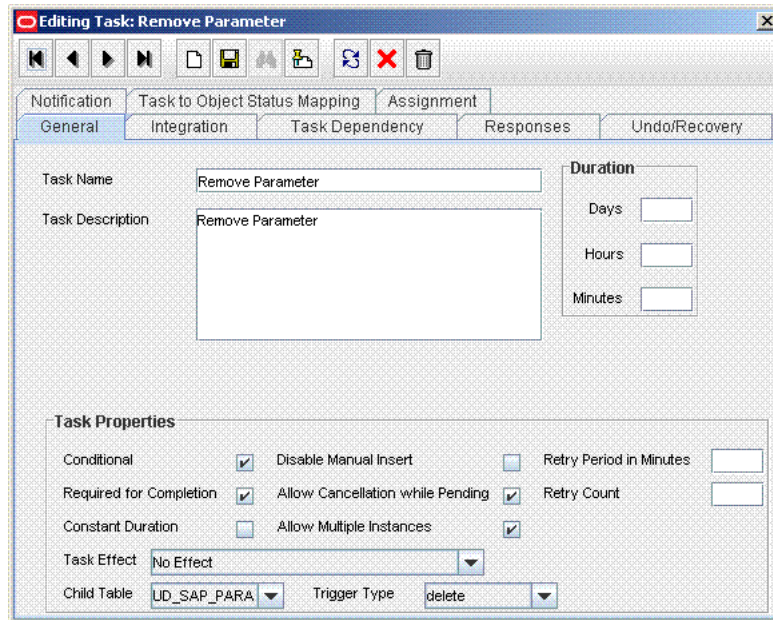 Editing Task: Remove Parameter
Notification Task to Object Status Mapping Assignment
General Integration Task Dependency Responses Undo/Recovery
Task Name Remove Parameter
Task Description Remove Parameter
Duration
Days
Hours
Minutes
Task Properties
Conditional Disable Manual Insert Retry Period in Minutes
Required for Completion Allow Cancellation while Pending Retry Count
Constant Duration Allow Multiple Instances
Task Effect No Effect
Child Table UD_SAP_PARA Trigger Type delete